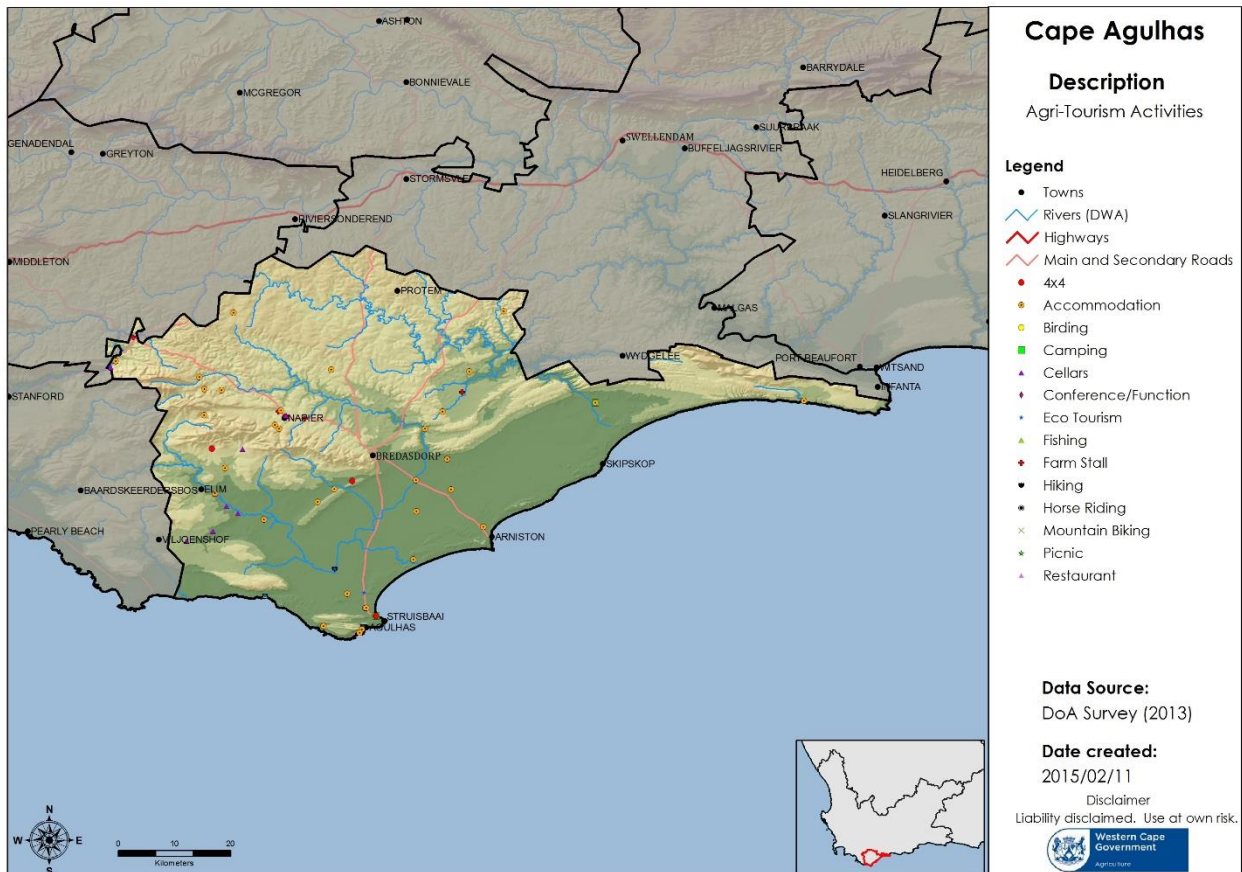 ASHTON
BARRYDALE
BONNIEVALE
MCGREGOR
SUURBRAAK
SWELLENDAM
BUFFELJAGSRIVIER
GENADENDAL
GREYTON
STORMSVLEI
HEIDELBERG
SLANGRIVIER
RIVIERSONDEREND
MIDDLETON
PROTEM
MALGAS
WYDGELEE
PORT BEAUFORT
WITSAND
INFANTA
STANFORD
NAPIER
BREDASDORP
SKIPSKOP
BAARDSKEERDERSBOS
ELIM
PEARLY BEACH
VILJOENSHOF
ARNISTON
STRUISBAAI
AGULHAS
N
W
E
S
0
10
20
Kilometers
Cape Agulhas
Description
Agri-Tourism Activities
Legend
Towns
Rivers (DWA)
Highways
Main and Secondary Roads
4x4
Accommodation
Birding
Camping
Cellars
Conference/Function
Eco Tourism
Fishing
Farm Stall
Hiking
Horse Riding
Mountain Biking
Picnic
Restaurant
Data Source:
DoA Survey (2013)
Date created:
2015/02/11
Disclaimer
Liability disclaimed. Use at own risk.
Western Cape
Government
Agriculture